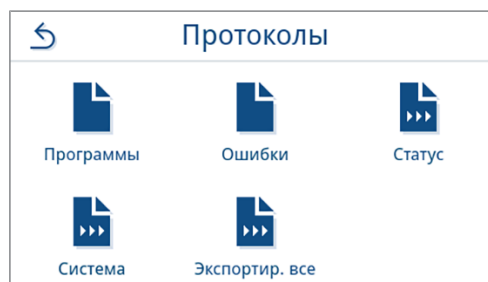 Протоколы
Программы
Ошибки
Статус
Система
Экспортир. все